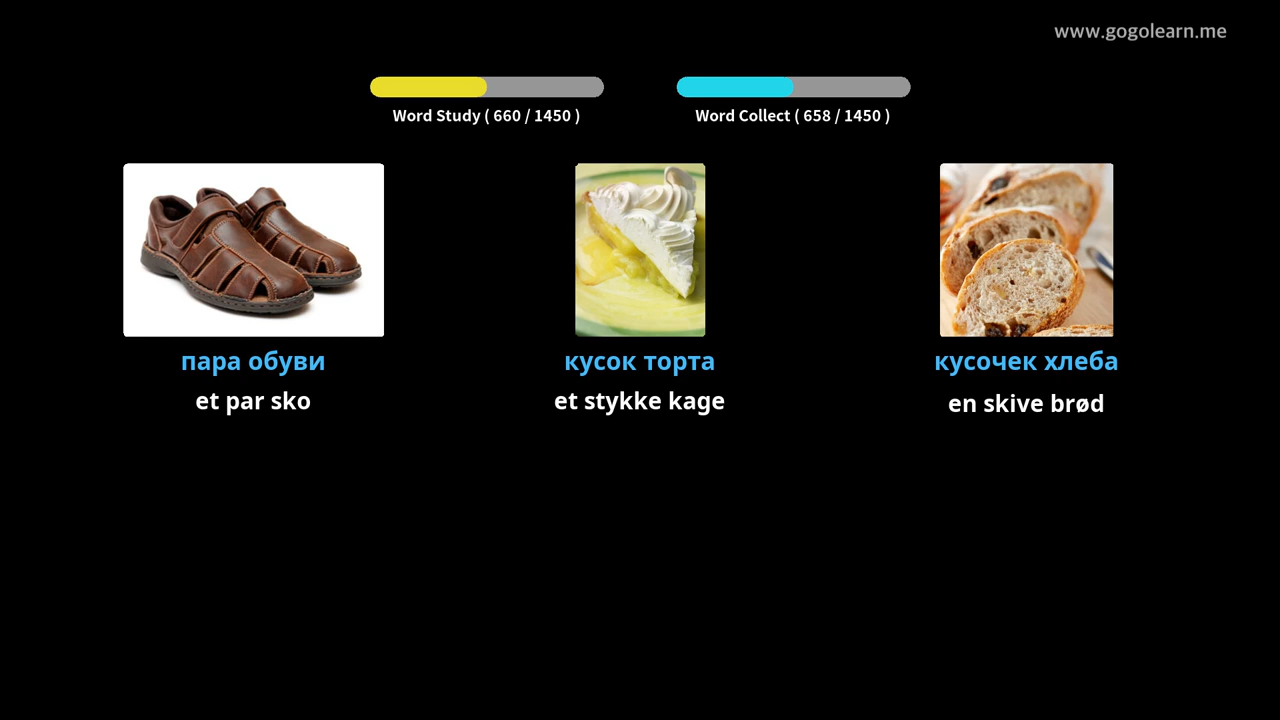 www.gogolearn.me
Word Study ( 660 / 1450 )
Word Collect ( 658 / 1450 )
пара обуви
et par sko
кусок торта
et stykke kage
кусочек хлеба
en skive brød